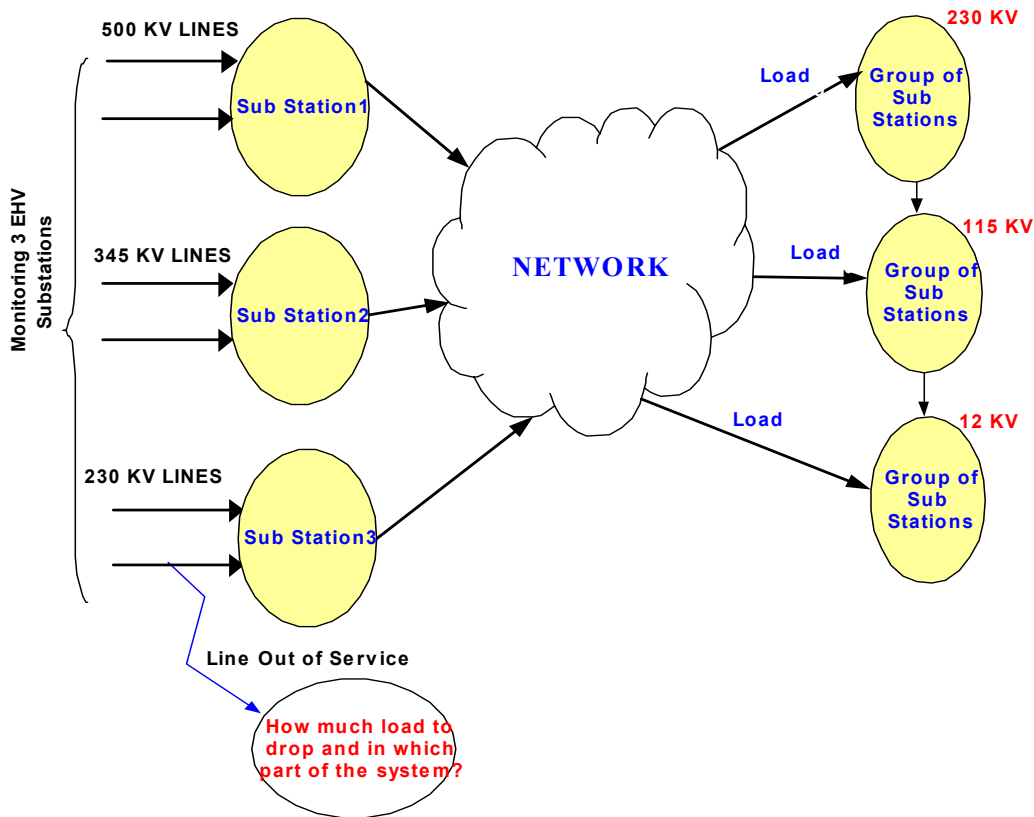 500 KV LINES
Sub Station1
Monitoring 3 EHV
Substations
345 KV LINES
Sub Station2
230 KV LINES
Sub Station3
NETWORK
Load
230 KV
Group of
Sub
Stations
Load
115 KV
Group of
Sub
Stations
Load
12 KV
Group of
Sub
Stations
Line Out of Service
How much load to
drop and in which
part of the system?